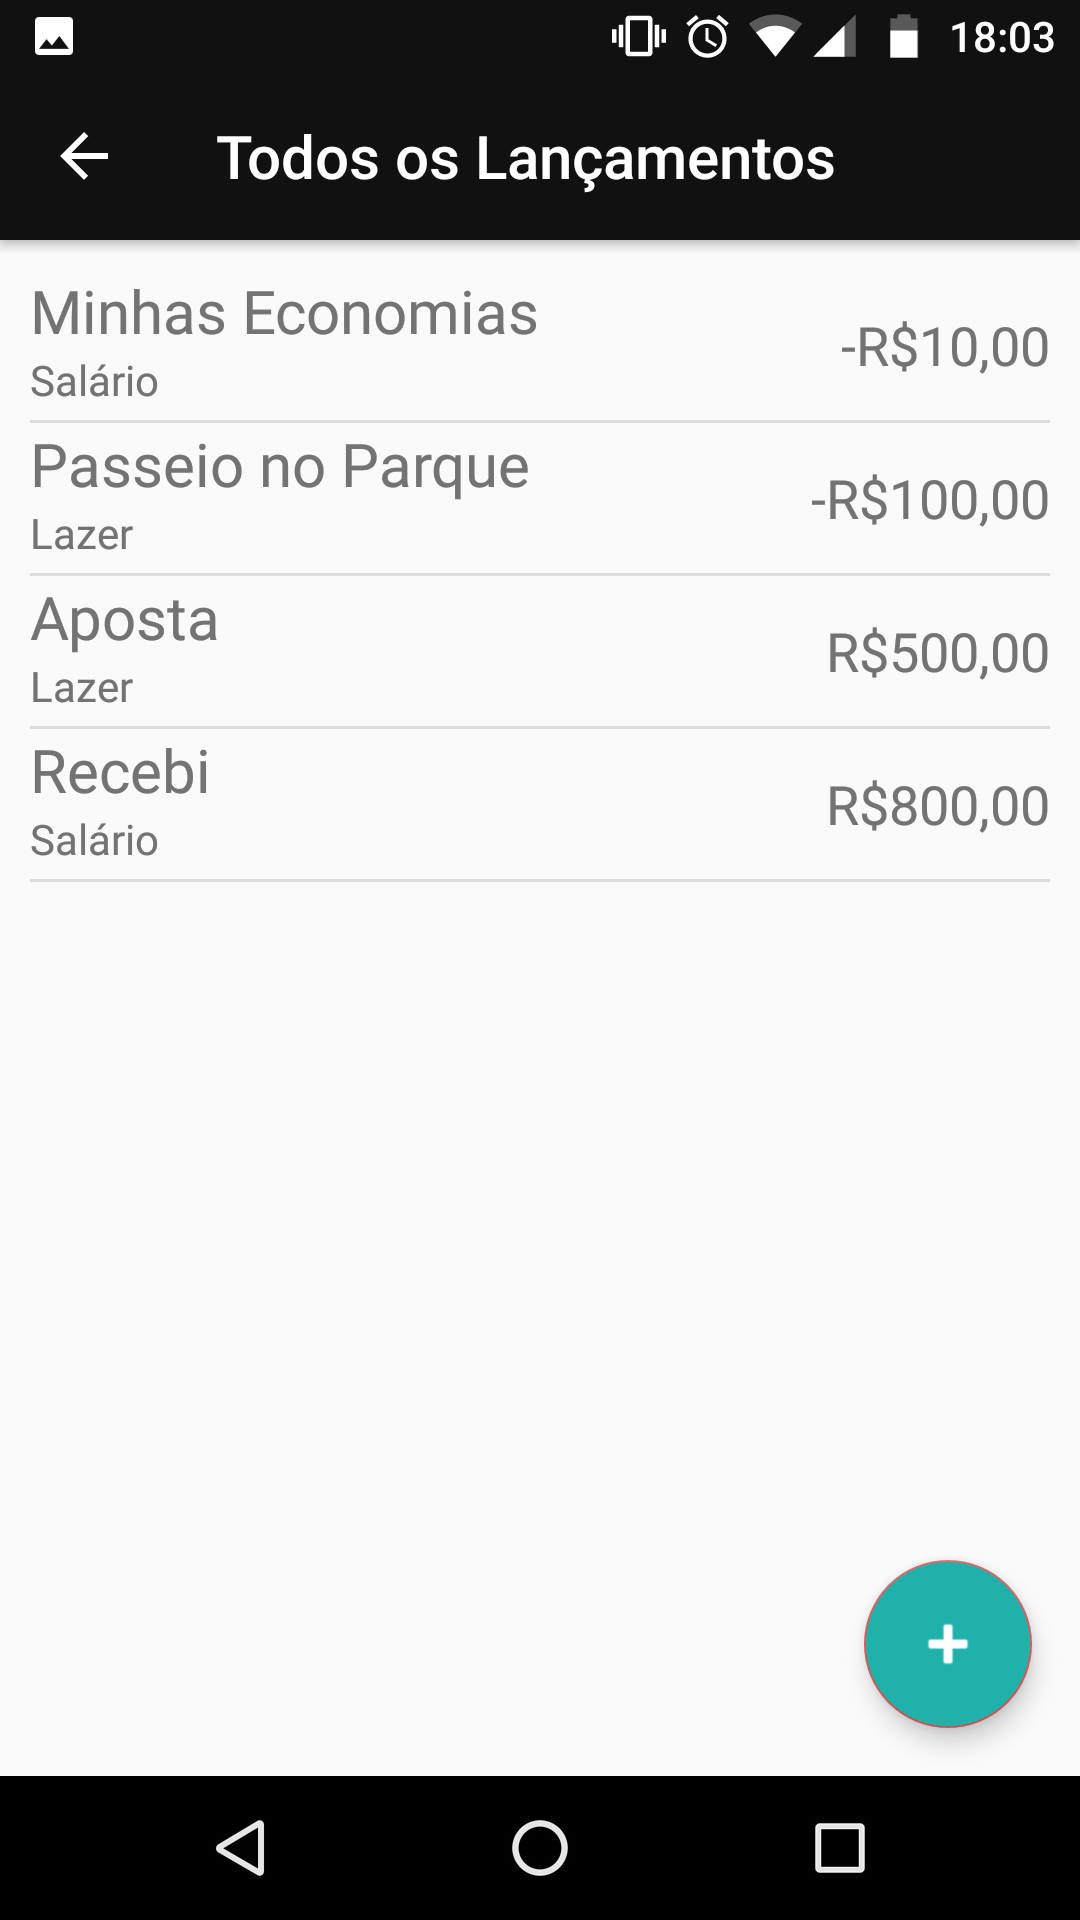 18:03
Todos os Lançamentos
Minhas Economias
-R$10,00
Salário
Passeio no Parque
-R$100,00
Lazer
Aposta
R$500,00
Lazer
Recebi
R$800,00
Salário